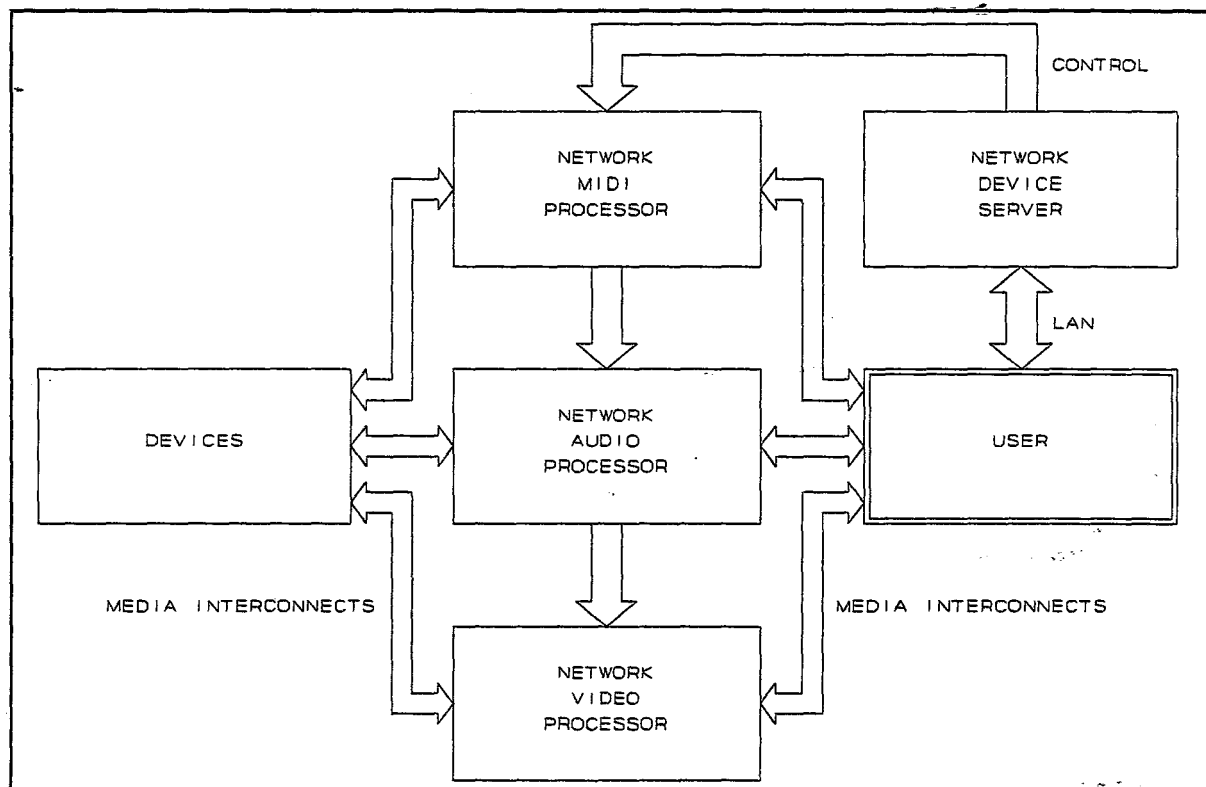 CONTROL
NETWORK
MIDI
PROCESSOR
NETWORK
DEVICE
SERVER
LAN
DEVICES
NETWORK
AUDIO
PROCESSOR
USER
MEDIA INTERCONNECTS
MEDIA INTERCONNECTS
NETWORK
VIDEO
PROCESSOR